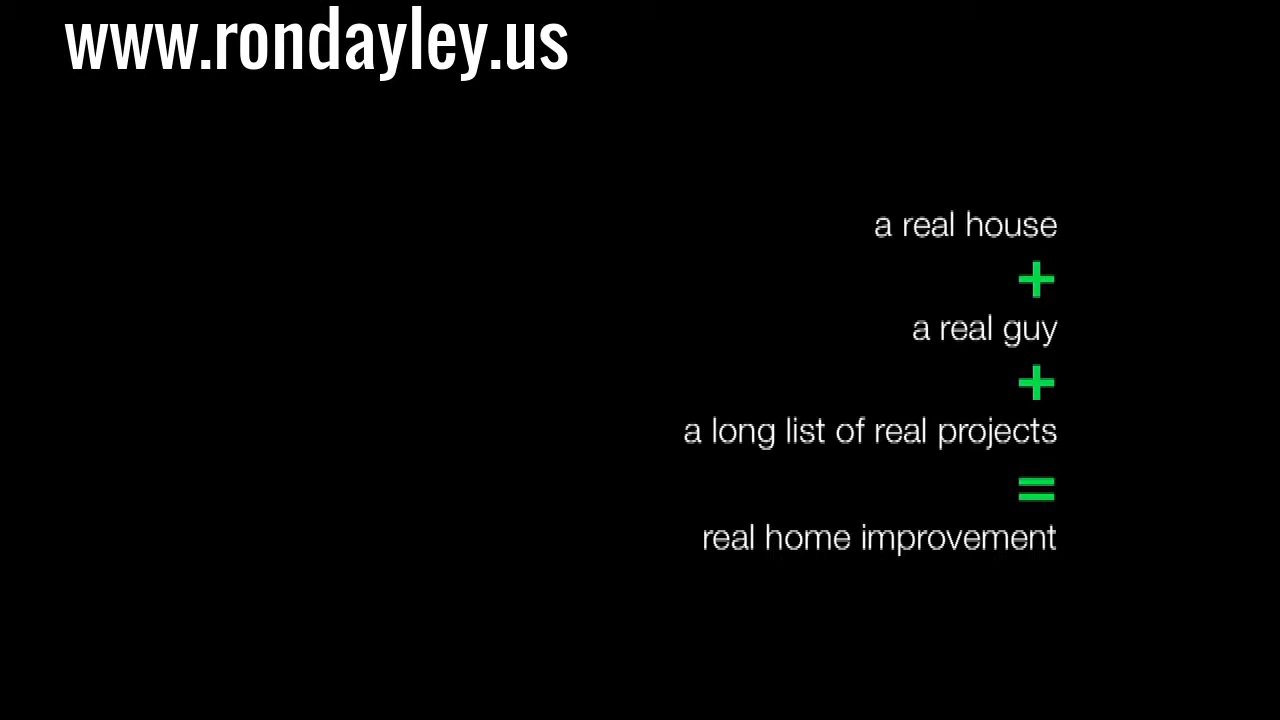 www.rondayley.us
a real house
+
a real guy
+
a long list of real projects
=
real home improvement